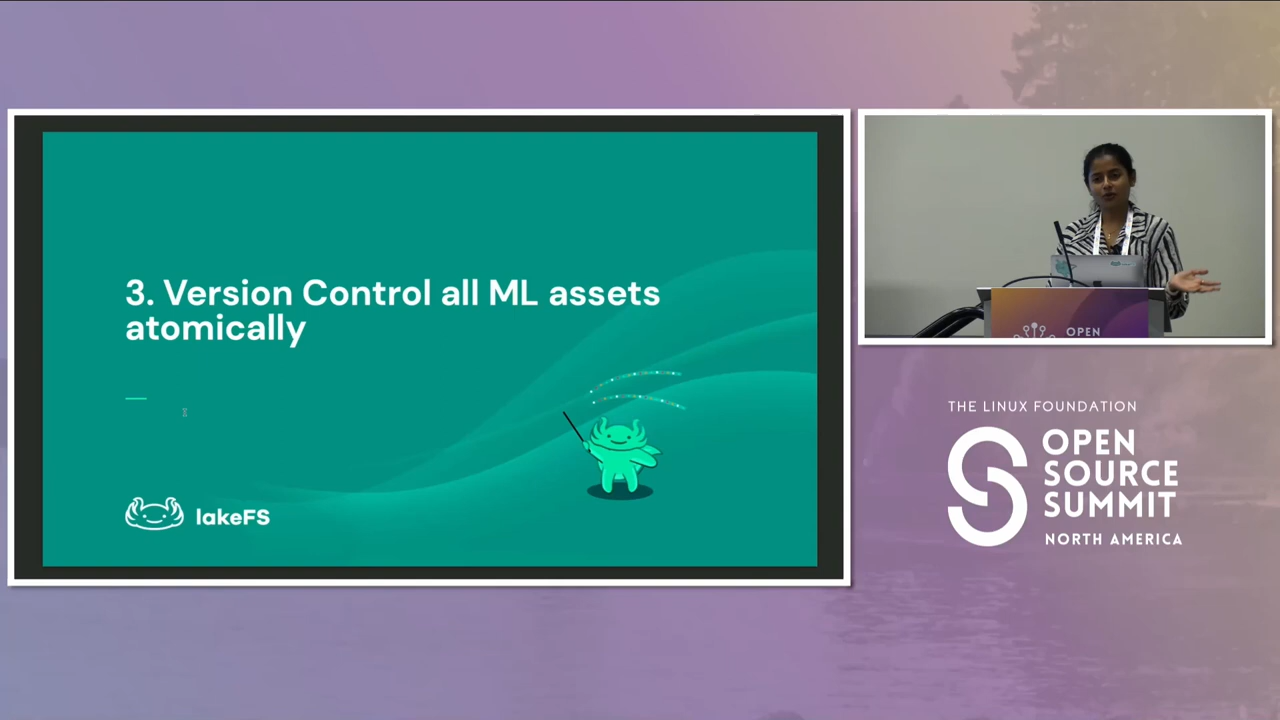 3. Version Control all ML assets
atomically
lakeFS
OPEN
THE LINUX FOUNDATION
OPEN
SOURCE
SUMMIT
NORTH AMERICA